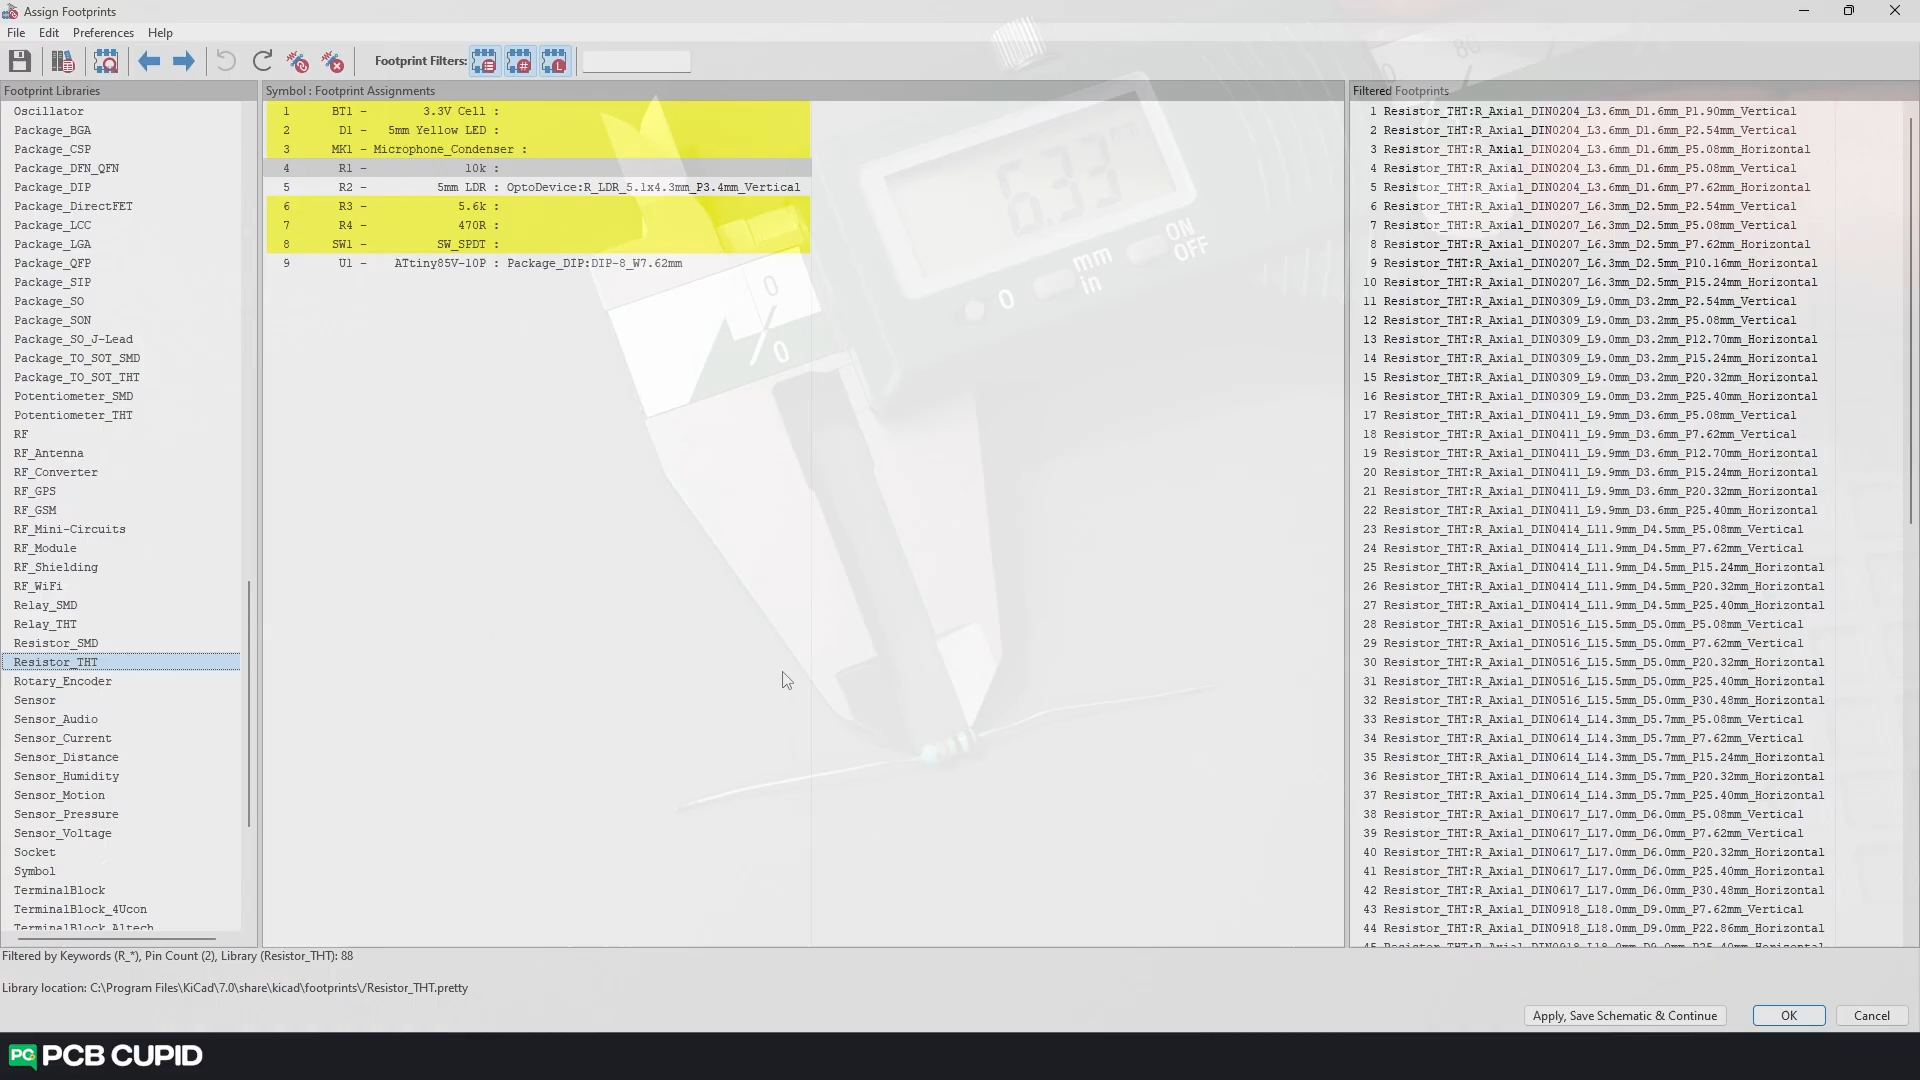 Assign Footprints
File Edit Preferences Help
Footprint Filters:
Footprint Libraries
Oscillator
Package_BGA
Package_CSP
Package_DFN_QFN
Package_DIP
Package_DirectFET
Package_LCC
Package_LGA
Package_QFP
Package_SIP
Package_SO
Package_SON
Package_SO_J-Lead
Package_TO_SOT_SMD
Package_TO_SOT_THT
Potentiometer_SMD
Potentiometer_THT
RF
RF_Antenna
RF_Converter
RF_GPS
RF_GSM
RF_Mini-Circuits
RF_Module
RF_Shielding
RF_WiFi
Relay_SMD
Relay_THT
Resistor_SMD
Resistor_THT
Rotary_Encoder
Sensor
Sensor_Audio
Sensor_Current
Sensor_Distance
Sensor_Humidity
Sensor_Motion
Sensor_Pressure
Sensor_Voltage
Socket
Symbol
TerminalBlock
TerminalBlock_4Ucon
TerminalBlock_Altech
Symbol : Footprint Assignments
1 BT1 - 3.3V Cell :
2 D1 - 5mm Yellow LED :
3 MK1 - Microphone_Condenser :
4 R1 - 10k :
5 R2 - 5mm LDR : OptoDevice:R_LDR_5.1x4.3mm_P3.4mm_Vertical
6 R3 - 5.6k :
7 R4 - 470R :
8 SW1 - SW_SPDT :
9 U1 - ATtiny85V-10P : Package_DIP:DIP-8_W7.62mm
6.33
ON
OFF
mm
in
0
0
0
80
Filtered Footprints
1 Resistor_THT:R_Axial_DIN0204_L3.6mm_D1.6mm_P1.90mm_Vertical
2 Resistor_THT:R_Axial_DIN0204_L3.6mm_D1.6mm_P2.54mm_Vertical
3 Resistor_THT:R_Axial_DIN0204_L3.6mm_D1.6mm_P5.08mm_Horizontal
4 Resistor_THT:R_Axial_DIN0204_L3.6mm_D1.6mm_P5.08mm_Vertical
5 Resistor_THT:R_Axial_DIN0204_L3.6mm_D1.6mm_P7.62mm_Horizontal
6 Resistor_THT:R_Axial_DIN0207_L6.3mm_D2.5mm_P2.54mm_Vertical
7 Resistor_THT:R_Axial_DIN0207_L6.3mm_D2.5mm_P5.08mm_Vertical
8 Resistor_THT:R_Axial_DIN0207_L6.3mm_D2.5mm_P7.62mm_Horizontal
9 Resistor_THT:R_Axial_DIN0207_L6.3mm_D2.5mm_P10.16mm_Horizontal
10 Resistor_THT:R_Axial_DIN0207_L6.3mm_D2.5mm_P15.24mm_Horizontal
11 Resistor_THT:R_Axial_DIN0309_L9.0mm_D3.2mm_P2.54mm_Vertical
12 Resistor_THT:R_Axial_DIN0309_L9.0mm_D3.2mm_P5.08mm_Vertical
13 Resistor_THT:R_Axial_DIN0309_L9.0mm_D3.2mm_P12.70mm_Horizontal
14 Resistor_THT:R_Axial_DIN0309_L9.0mm_D3.2mm_P15.24mm_Horizontal
15 Resistor_THT:R_Axial_DIN0309_L9.0mm_D3.2mm_P20.32mm_Horizontal
16 Resistor_THT:R_Axial_DIN0309_L9.0mm_D3.2mm_P25.40mm_Horizontal
17 Resistor_THT:R_Axial_DIN0411_L9.9mm_D3.6mm_P5.08mm_Vertical
18 Resistor_THT:R_Axial_DIN0411_L9.9mm_D3.6mm_P7.62mm_Vertical
19 Resistor_THT:R_Axial_DIN0411_L9.9mm_D3.6mm_P12.70mm_Horizontal
20 Resistor_THT:R_Axial_DIN0411_L9.9mm_D3.6mm_P15.24mm_Horizontal
21 Resistor_THT:R_Axial_DIN0411_L9.9mm_D3.6mm_P20.32mm_Horizontal
22 Resistor_THT:R_Axial_DIN0411_L9.9mm_D3.6mm_P25.40mm_Horizontal
23 Resistor_THT:R_Axial_DIN0414_L11.9mm_D4.5mm_P5.08mm_Vertical
24 Resistor_THT:R_Axial_DIN0414_L11.9mm_D4.5mm_P7.62mm_Vertical
25 Resistor_THT:R_Axial_DIN0414_L11.9mm_D4.5mm_P15.24mm_Horizontal
26 Resistor_THT:R_Axial_DIN0414_L11.9mm_D4.5mm_P20.32mm_Horizontal
27 Resistor_THT:R_Axial_DIN0414_L11.9mm_D4.5mm_P25.40mm_Horizontal
28 Resistor_THT:R_Axial_DIN0516_L15.5mm_D5.0mm_P5.08mm_Vertical
29 Resistor_THT:R_Axial_DIN0516_L15.5mm_D5.0mm_P7.62mm_Vertical
30 Resistor_THT:R_Axial_DIN0516_L15.5mm_D5.0mm_P20.32mm_Horizontal
31 Resistor_THT:R_Axial_DIN0516_L15.5mm_D5.0mm_P25.40mm_Horizontal
32 Resistor_THT:R_Axial_DIN0516_L15.5mm_D5.0mm_P30.48mm_Horizontal
33 Resistor_THT:R_Axial_DIN0614_L14.3mm_D5.7mm_P5.08mm_Vertical
34 Resistor_THT:R_Axial_DIN0614_L14.3mm_D5.7mm_P7.62mm_Vertical
35 Resistor_THT:R_Axial_DIN0614_L14.3mm_D5.7mm_P15.24mm_Horizontal
36 Resistor_THT:R_Axial_DIN0614_L14.3mm_D5.7mm_P20.32mm_Horizontal
37 Resistor_THT:R_Axial_DIN0614_L14.3mm_D5.7mm_P25.40mm_Horizontal
38 Resistor_THT:R_Axial_DIN0617_L17.0mm_D6.0mm_P5.08mm_Vertical
39 Resistor_THT:R_Axial_DIN0617_L17.0mm_D6.0mm_P7.62mm_Vertical
40 Resistor_THT:R_Axial_DIN0617_L17.0mm_D6.0mm_P20.32mm_Horizontal
41 Resistor_THT:R_Axial_DIN0617_L17.0mm_D6.0mm_P25.40mm_Horizontal
42 Resistor_THT:R_Axial_DIN0617_L17.0mm_D6.0mm_P30.48mm_Horizontal
43 Resistor_THT:R_Axial_DIN0918_L18.0mm_D9.0mm_P7.62mm_Vertical
44 Resistor_THT:R_Axial_DIN0918_L18.0mm_D9.0mm_P22.86mm_Horizontal
45 Resistor_THT:R_Axial_DIN0918_L18.0mm_D9.0mm_P25.40mm_Horizontal
Filtered by Keywords (R_*), Pin Count (2), Library (Resistor_THT): 88
Library location: C:\Program Files\KiCad\7.0\share\kicad\footprints\/Resistor_THT.pretty
Apply, Save Schematic & Continue OK Cancel
PCB CUPID